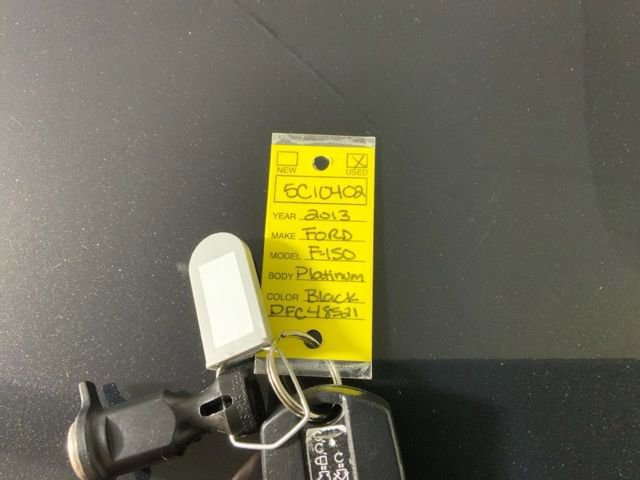 NEW USED
5C10402
YEAR 2013
MAKE FORD
MODEL F-150
BODY Platinum
COLOR Black
DFC48521